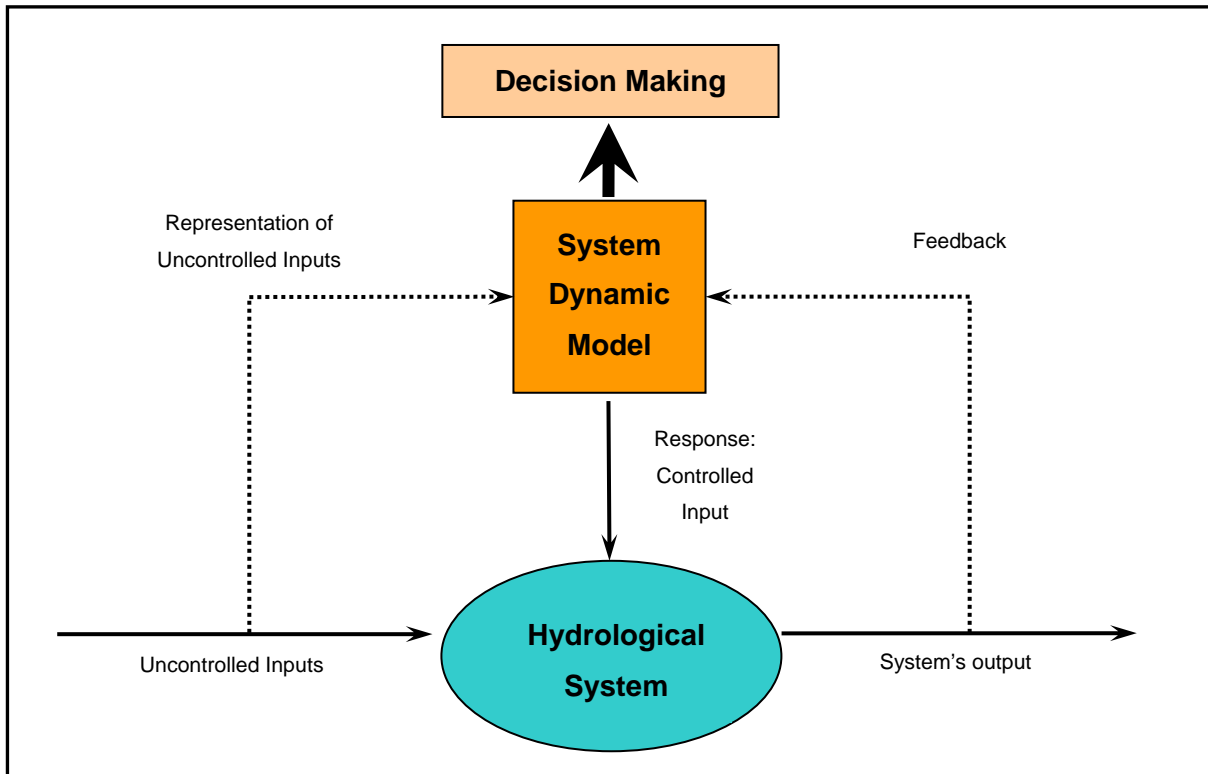 Decision Making
Representation of
Uncontrolled Inputs
System
Dynamic
Model
Feedback
Response:
Controlled
Input
Hydrological
System
Uncontrolled Inputs
System’s output